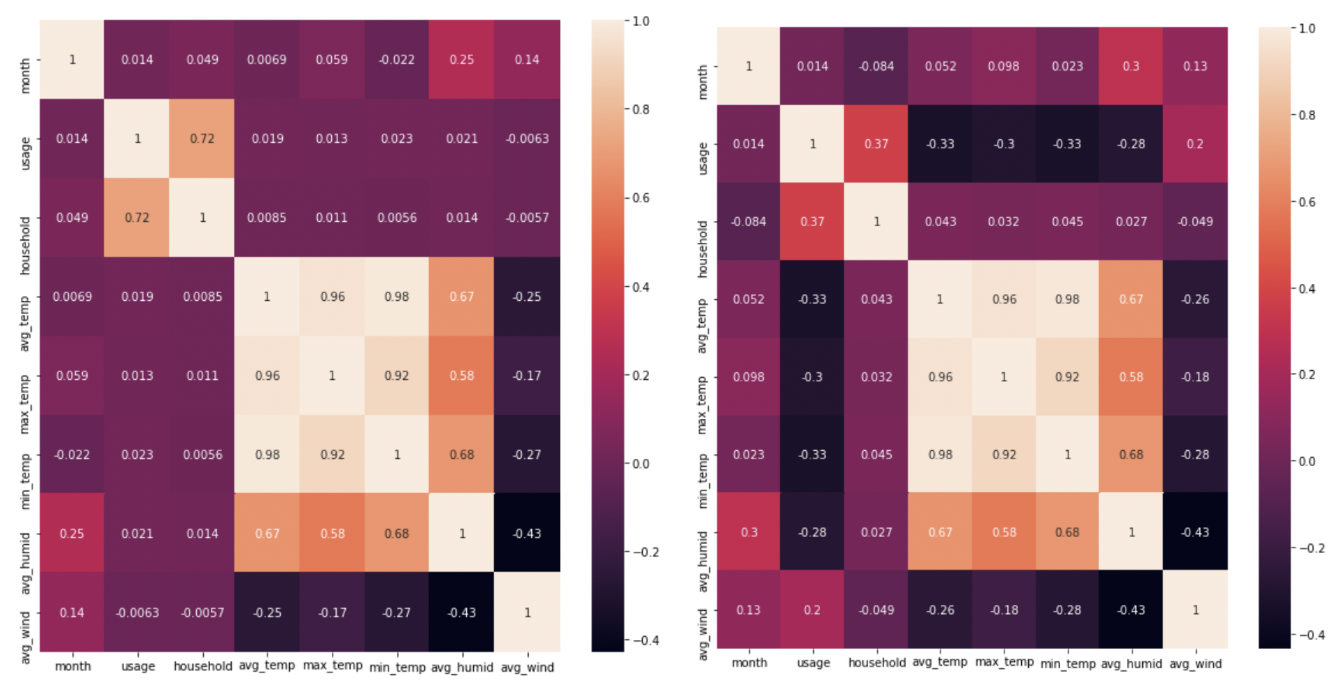 month 1 0.014 0.049 0.0069 0.059 -0.022 0.25 0.14
usage 0.014 1 0.72 0.019 0.013 0.023 0.021 -0.0063
household 0.049 0.72 1 0.0085 0.011 0.0056 0.014 -0.0057
avg_temp 0.0069 0.019 0.0085 1 0.96 0.98 0.67 -0.25
max_temp 0.059 0.013 0.011 0.96 1 0.92 0.58 -0.17
min_temp -0.022 0.023 0.0056 0.98 0.92 1 0.68 -0.27
avg_humid 0.25 0.021 0.014 0.67 0.58 0.68 1 -0.43
avg_wind 0.14 -0.0063 -0.0057 -0.25 -0.17 -0.27 -0.43 1
month usage household avg_temp max_temp min_temp avg_humid avg_wind
1.0
0.8
0.6
0.4
0.2
0.0
−0.2
−0.4
month 1 0.014 -0.084 0.052 0.098 0.023 0.3 0.13
usage 0.014 1 0.37 -0.33 -0.3 -0.33 -0.28 0.2
household -0.084 0.37 1 0.043 0.032 0.045 0.027 -0.049
avg_temp 0.052 -0.33 0.043 1 0.96 0.98 0.67 -0.26
max_temp 0.098 -0.3 0.032 0.96 1 0.92 0.58 -0.18
min_temp 0.023 -0.33 0.045 0.98 0.92 1 0.68 -0.28
avg_humid 0.3 -0.28 0.027 0.67 0.58 0.68 1 -0.43
avg_wind 0.13 0.2 -0.049 -0.26 -0.18 -0.28 -0.43 1
month usage household avg_temp max_temp min_temp avg_humid avg_wind
1.0
0.8
0.6
0.4
0.2
0.0
−0.2
−0.4